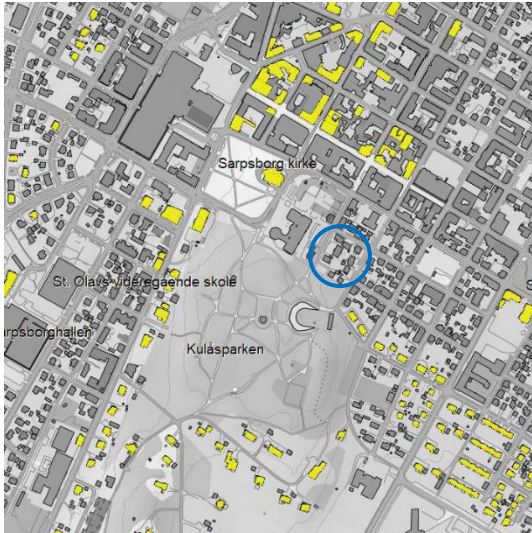 Sarpsborg kirke
St. Olavs videregående skole
arpsborghallen
Kulåsparken
S